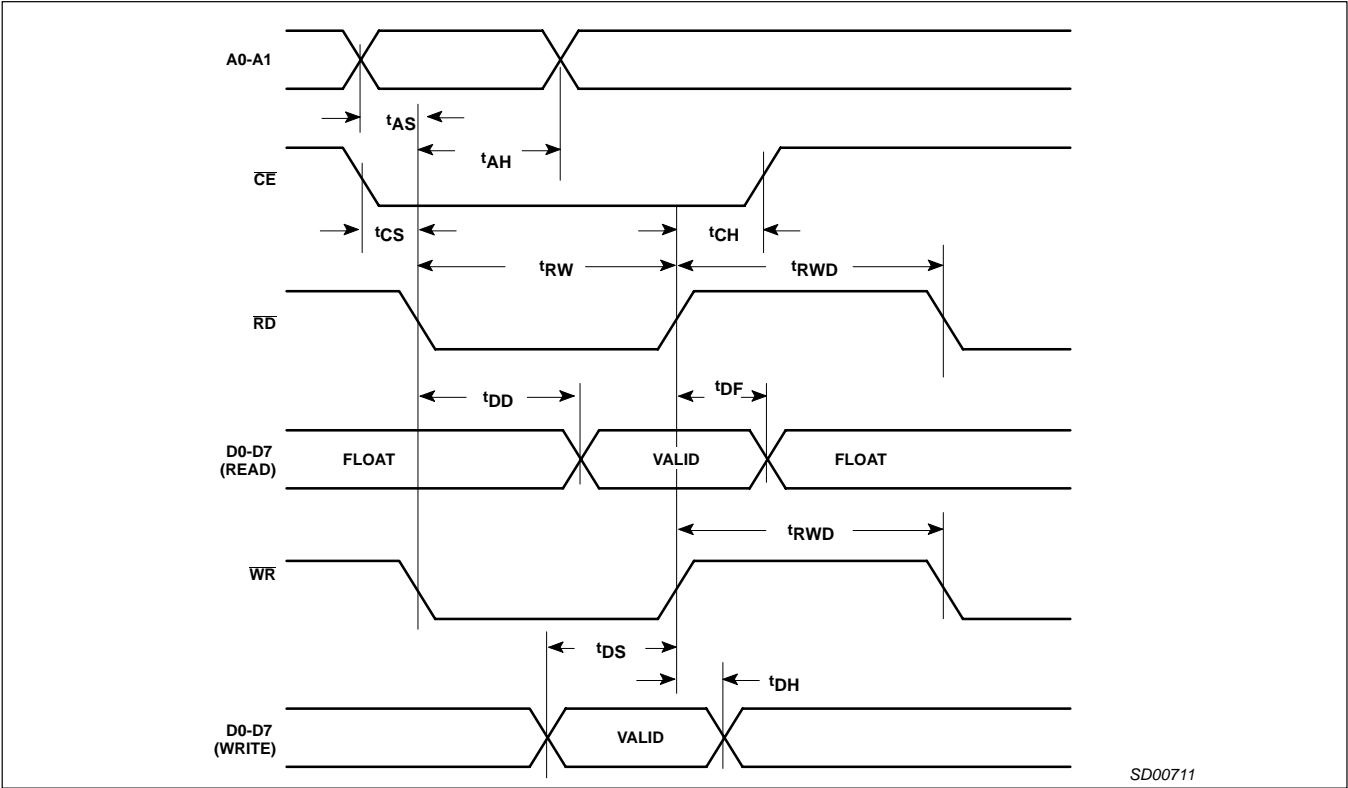 A0-A1
tAS
tAH
CE
tCS
tCH
tRW
tRWD
RD
tDD
tDF
D0-D7
(READ)
FLOAT
VALID
FLOAT
tRWD
WR
tDS
tDH
D0-D7
(WRITE)
VALID
SD00711